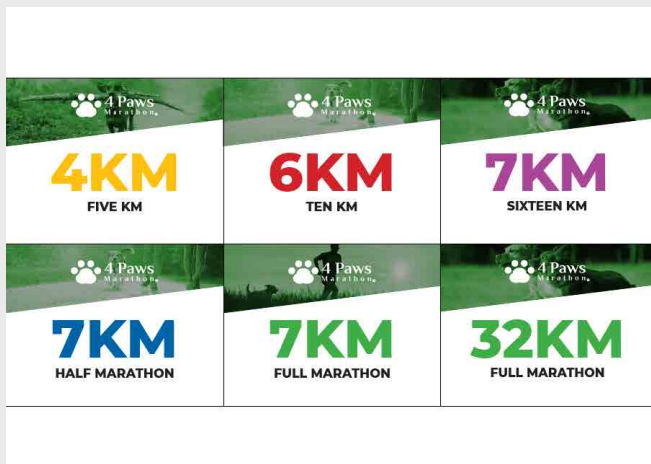 4 Paws
Marathon
4KM
FIVE KM
4 Paws
Marathon
6KM
TEN KM
4 Paws
Marathon
7KM
SIXTEEN KM
4 Paws
Marathon
7KM
HALF MARATHON
4 Paws
Marathon
7KM
FULL MARATHON
4 Paws
Marathon
32KM
FULL MARATHON